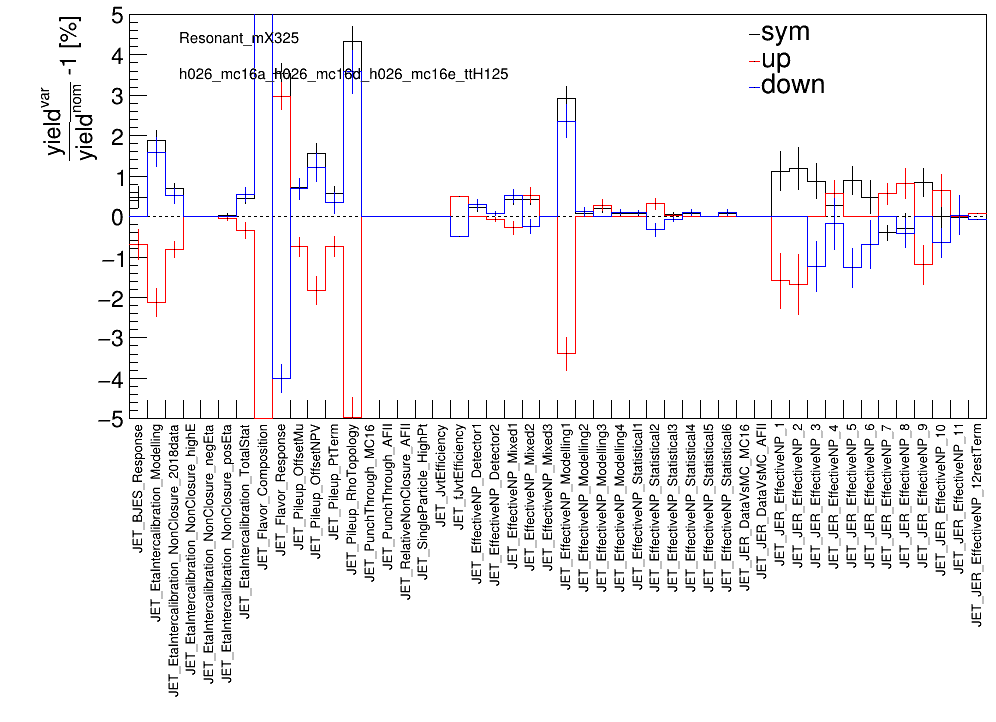 yield^var / yield^nom -1 [%]
5
4
3
2
1
0
−1
−2
−3
−4
−5
Resonant_mX325
h026_mc16a_h026_mc16d_h026_mc16e_ttH125
sym
up
down
JET_BJES_Response
JET_EtaIntercalibration_Modelling
JET_EtaIntercalibration_NonClosure_2018data
JET_EtaIntercalibration_NonClosure_highE
JET_EtaIntercalibration_NonClosure_negEta
JET_EtaIntercalibration_NonClosure_posEta
JET_EtaIntercalibration_TotalStat
JET_Flavor_Composition
JET_Flavor_Response
JET_Pileup_OffsetMu
JET_Pileup_OffsetNPV
JET_Pileup_PtTerm
JET_Pileup_RhoTopology
JET_PunchThrough_MC16
JET_PunchThrough_AFII
JET_RelativeNonClosure_AFII
JET_SingleParticle_HighPt
JET_JvtEfficiency
JET_fJvtEfficiency
JET_EffectiveNP_Detector1
JET_EffectiveNP_Detector2
JET_EffectiveNP_Mixed1
JET_EffectiveNP_Mixed2
JET_EffectiveNP_Mixed3
JET_EffectiveNP_Modelling1
JET_EffectiveNP_Modelling2
JET_EffectiveNP_Modelling3
JET_EffectiveNP_Modelling4
JET_EffectiveNP_Statistical1
JET_EffectiveNP_Statistical2
JET_EffectiveNP_Statistical3
JET_EffectiveNP_Statistical4
JET_EffectiveNP_Statistical5
JET_EffectiveNP_Statistical6
JET_JER_DataVsMC_MC16
JET_JER_DataVsMC_AFII
JET_JER_EffectiveNP_1
JET_JER_EffectiveNP_2
JET_JER_EffectiveNP_3
JET_JER_EffectiveNP_4
JET_JER_EffectiveNP_5
JET_JER_EffectiveNP_6
JET_JER_EffectiveNP_7
JET_JER_EffectiveNP_8
JET_JER_EffectiveNP_9
JET_JER_EffectiveNP_10
JET_JER_EffectiveNP_11
JET_JER_EffectiveNP_12restTerm